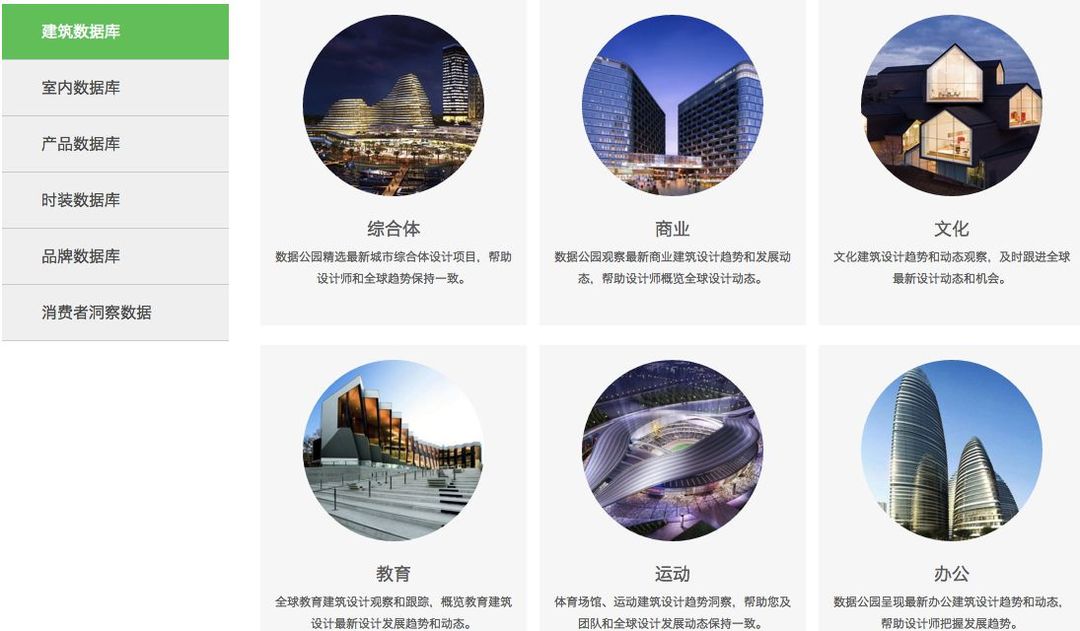 建筑数据库
室内数据库
产品数据库
时装数据库
品牌数据库
消费者洞察数据
综合体
数据公园精选最新城市综合体设计项目，帮助
设计师和全球趋势保持一致。
商业
数据公园观察最新商业建筑设计趋势和发展动
态，帮助设计师概览全球设计动态。
文化
文化建筑设计趋势和动态观察，及时跟进全球
最新设计动态和机会。
教育
全球教育建筑设计观察和跟踪，概览教育建筑
设计最新设计发展趋势和动态。
运动
体育场馆、运动建筑设计趋势洞察，帮助您及
团队和全球设计发展动态保持一致。
办公
数据公园呈现最新办公建筑设计趋势和动态，
帮助设计师把握发展趋势。